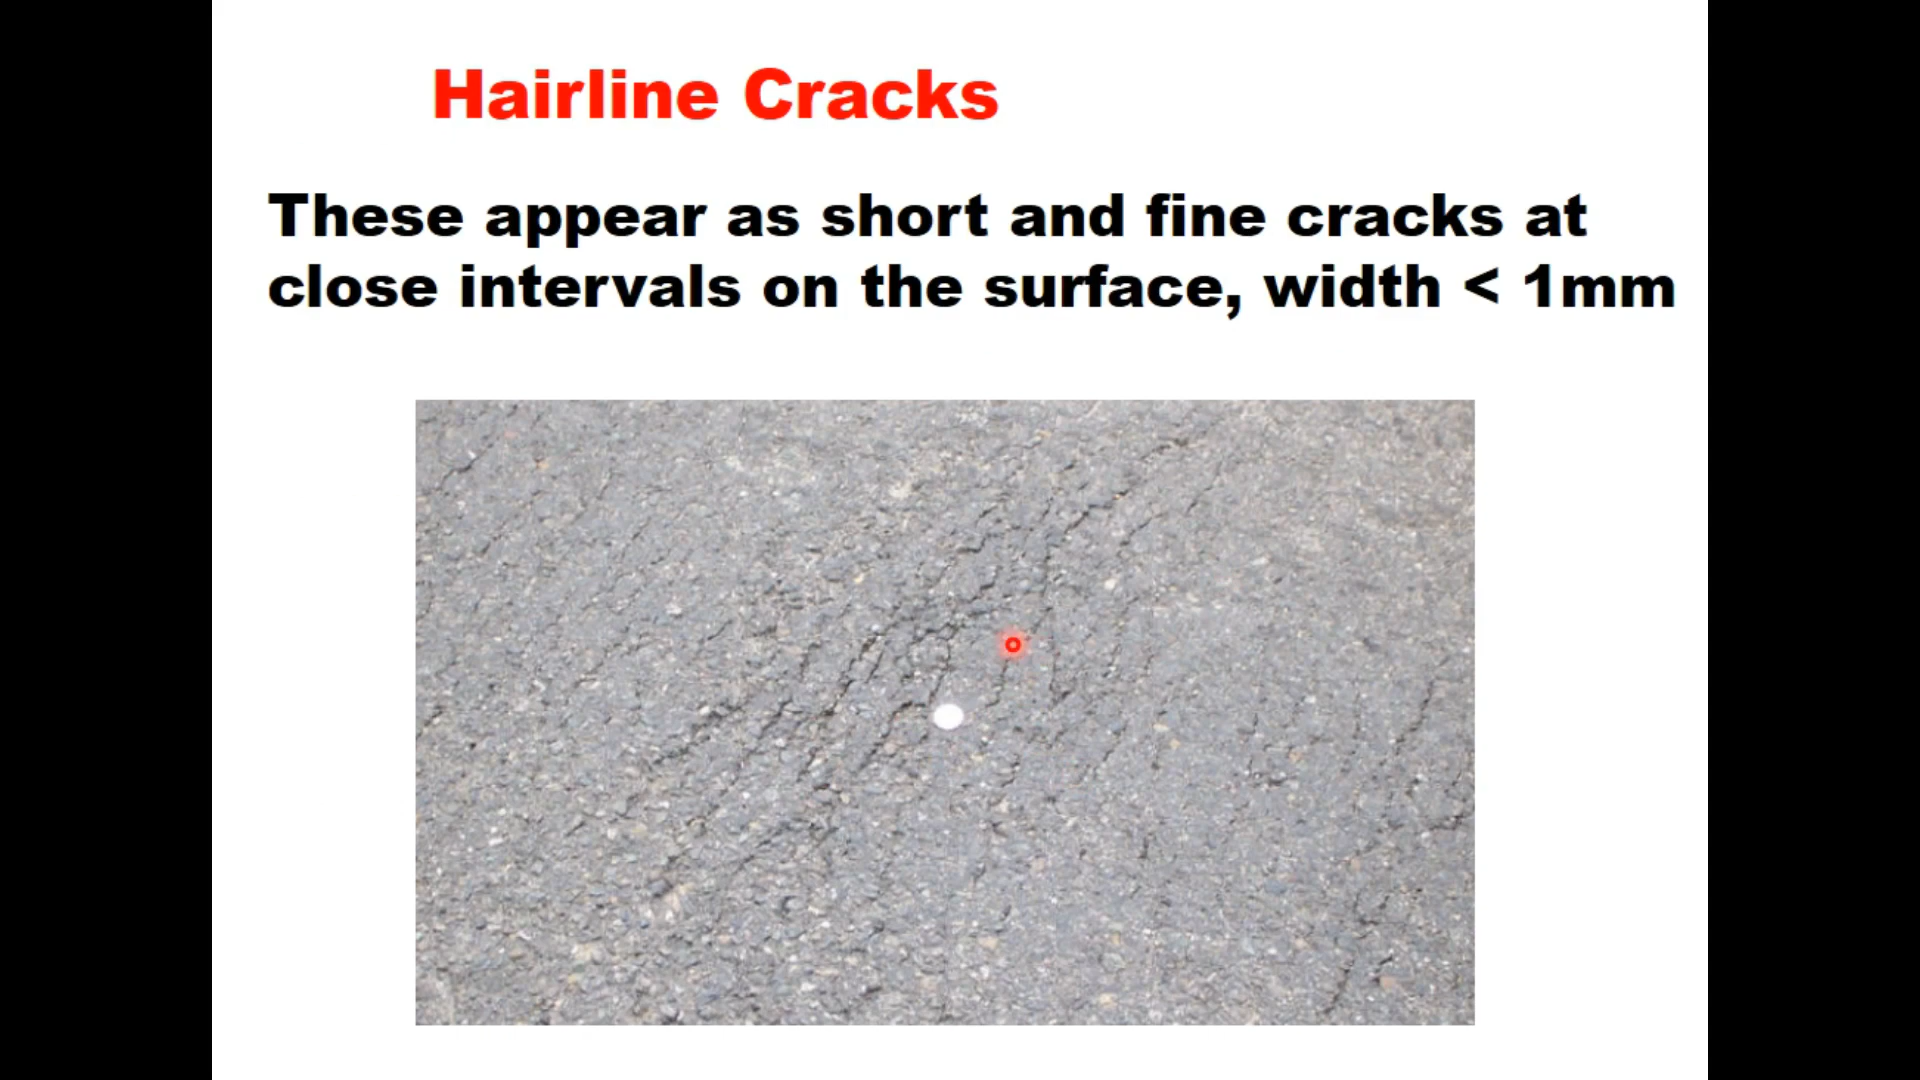 Hairline Cracks
These appear as short and fine cracks at
close intervals on the surface, width < 1mm